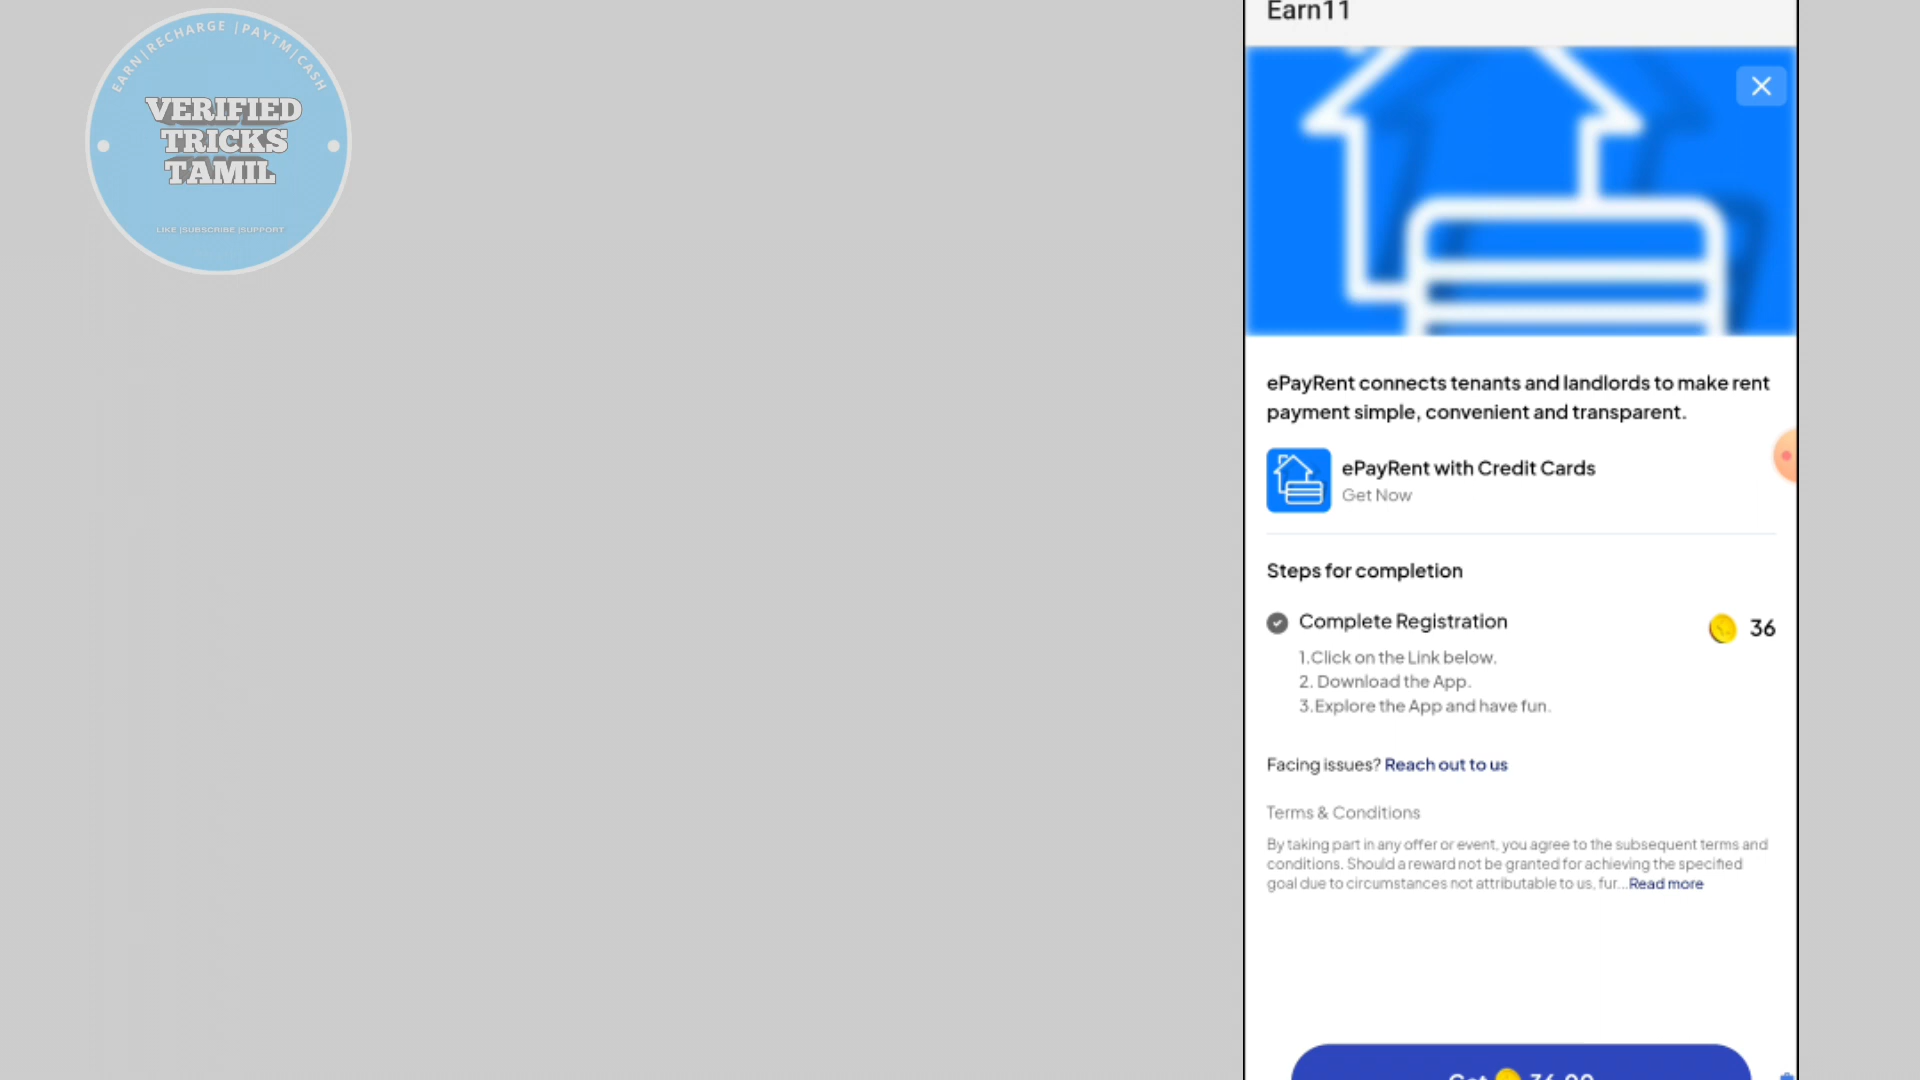 EARN|RECHARGE |PAYTM|CASH
VERIFIED
TRICKS
TAMIL
LIKE |SUBSCRIBE |SUPPORT
Earn11
ePayRent connects tenants and landlords to make rent
payment simple, convenient and transparent.
ePayRent with Credit Cards
Get Now
Steps for completion
Complete Registration
36
1.Click on the Link below.
2. Download the App.
3.Explore the App and have fun.
Facing issues? Reach out to us
Terms & Conditions
By taking part in any offer or event, you agree to the subsequent terms and
conditions. Should a reward not be granted for achieving the specified
goal due to circumstances not attributable to us, fur...Read more
Get 36.00